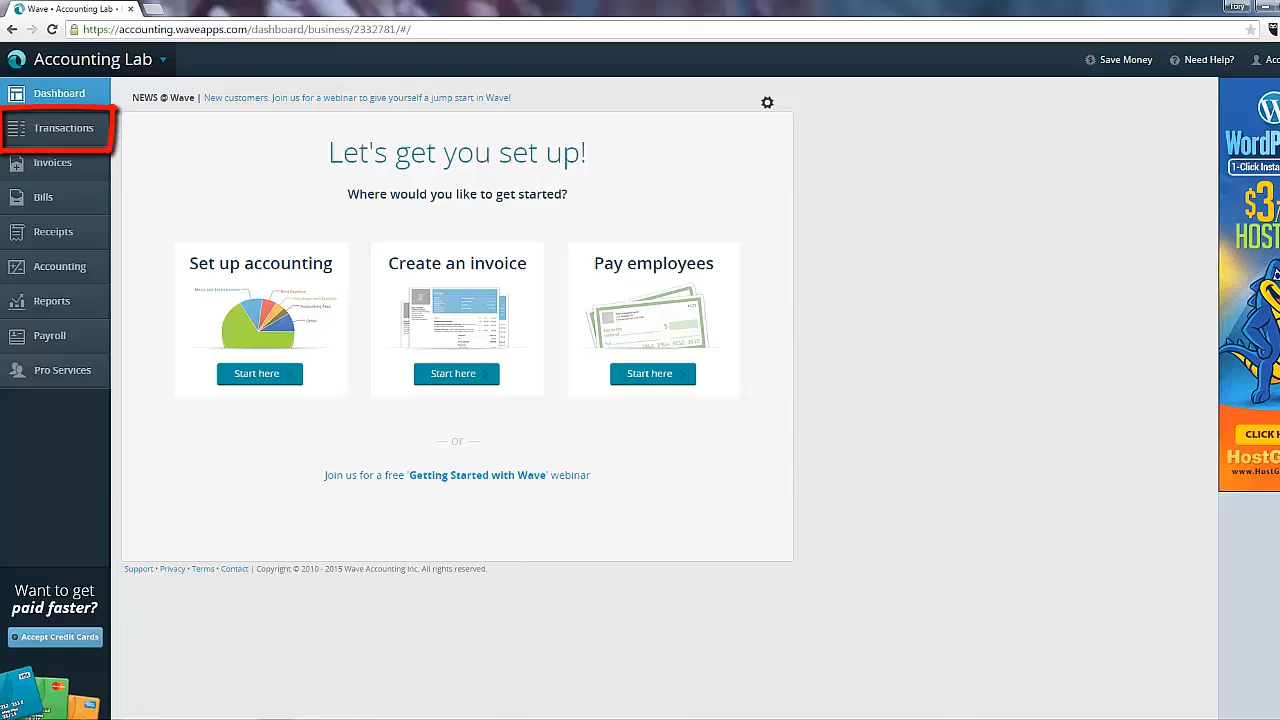 Wave • Accounting Lab •
Tory
https://accounting.waveapps.com/dashboard/business/2332781/#/
Accounting Lab
Save Money
Need Help?
Dashboard
Transactions
Invoices
Bills
Receipts
Accounting
Reports
Payroll
Pro Services
NEWS @ Wave | New customers: Join us for a webinar to give yourself a jump start in Wave!
Let's get you set up!
Where would you like to get started?
Set up accounting
Start here
Create an invoice
Start here
Pay employees
Start here
— or —
Join us for a free 'Getting Started with Wave' webinar
Support • Privacy • Terms • Contact | Copyright © 2010 - 2015 Wave Accounting Inc. All rights reserved.
Want to get
paid faster?
Accept Credit Cards
1-Click Insta
$3
HOST
CLICK H
HostG
www.HostG